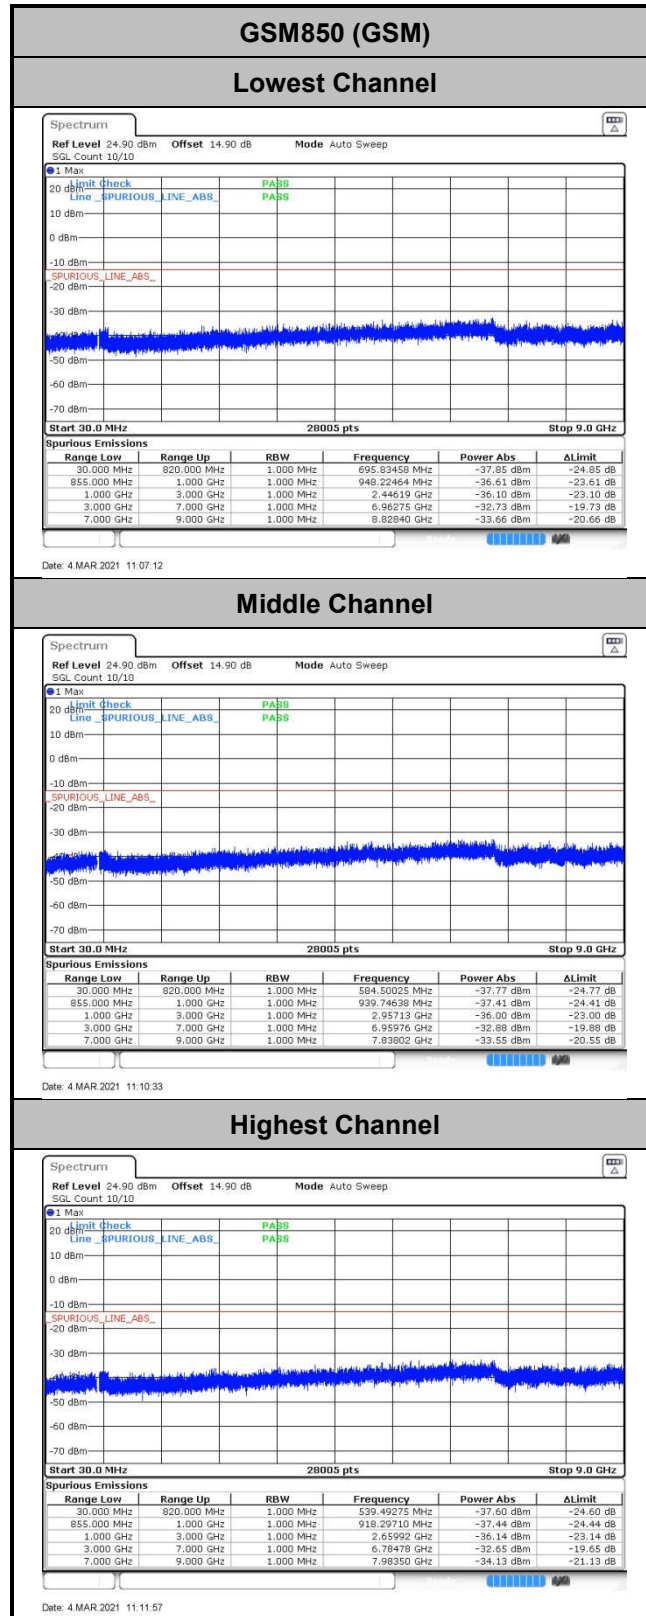 GSM850 (GSM)
Lowest Channel
Spectrum
Ref Level 24.90 dBm Offset 14.90 dB Mode Auto Sweep
SGL Count 10/10
1 Max
Limit Check PASS
20 dBm
Line _SPURIOUS_LINE_ABS_ PASS
10 dBm
0 dBm
-10 dBm
_SPURIOUS_LINE_ABS_
-20 dBm
-30 dBm
-50 dBm
-60 dBm
-70 dBm
Start 30.0 MHz 28005 pts Stop 9.0 GHz
Spurious Emissions
Range Low Range Up RBW Frequency Power Abs ΔLimit
30.000 MHz 820.000 MHz 1.000 MHz 695.83458 MHz -37.85 dBm -24.85 dB
855.000 MHz 1.000 GHz 1.000 MHz 948.22464 MHz -36.61 dBm -23.61 dB
1.000 GHz 3.000 GHz 1.000 MHz 2.44619 GHz -36.10 dBm -23.10 dB
3.000 GHz 7.000 GHz 1.000 MHz 6.96275 GHz -32.73 dBm -19.73 dB
7.000 GHz 9.000 GHz 1.000 MHz 8.82840 GHz -33.66 dBm -20.66 dB
Date: 4.MAR.2021 11:07:12
Middle Channel
Spectrum
Ref Level 24.90 dBm Offset 14.90 dB Mode Auto Sweep
SGL Count 10/10
1 Max
Limit Check PASS
20 dBm
Line _SPURIOUS_LINE_ABS_ PASS
10 dBm
0 dBm
-10 dBm
_SPURIOUS_LINE_ABS_
-20 dBm
-30 dBm
-50 dBm
-60 dBm
-70 dBm
Start 30.0 MHz 28005 pts Stop 9.0 GHz
Spurious Emissions
Range Low Range Up RBW Frequency Power Abs ΔLimit
30.000 MHz 820.000 MHz 1.000 MHz 584.50025 MHz -37.77 dBm -24.77 dB
855.000 MHz 1.000 GHz 1.000 MHz 939.74638 MHz -37.41 dBm -24.41 dB
1.000 GHz 3.000 GHz 1.000 MHz 2.95713 GHz -36.00 dBm -23.00 dB
3.000 GHz 7.000 GHz 1.000 MHz 6.95976 GHz -32.88 dBm -19.88 dB
7.000 GHz 9.000 GHz 1.000 MHz 7.83802 GHz -33.55 dBm -20.55 dB
Date: 4.MAR.2021 11:10:33
Highest Channel
Spectrum
Ref Level 24.90 dBm Offset 14.90 dB Mode Auto Sweep
SGL Count 10/10
1 Max
Limit Check PASS
20 dBm
Line _SPURIOUS_LINE_ABS_ PASS
10 dBm
0 dBm
-10 dBm
_SPURIOUS_LINE_ABS_
-20 dBm
-30 dBm
-50 dBm
-60 dBm
-70 dBm
Start 30.0 MHz 28005 pts Stop 9.0 GHz
Spurious Emissions
Range Low Range Up RBW Frequency Power Abs ΔLimit
30.000 MHz 820.000 MHz 1.000 MHz 539.49275 MHz -37.60 dBm -24.60 dB
855.000 MHz 1.000 GHz 1.000 MHz 918.29710 MHz -37.44 dBm -24.44 dB
1.000 GHz 3.000 GHz 1.000 MHz 2.65992 GHz -36.14 dBm -23.14 dB
3.000 GHz 7.000 GHz 1.000 MHz 6.78478 GHz -32.65 dBm -19.65 dB
7.000 GHz 9.000 GHz 1.000 MHz 7.98350 GHz -34.13 dBm -21.13 dB
Date: 4.MAR.2021 11:11:57